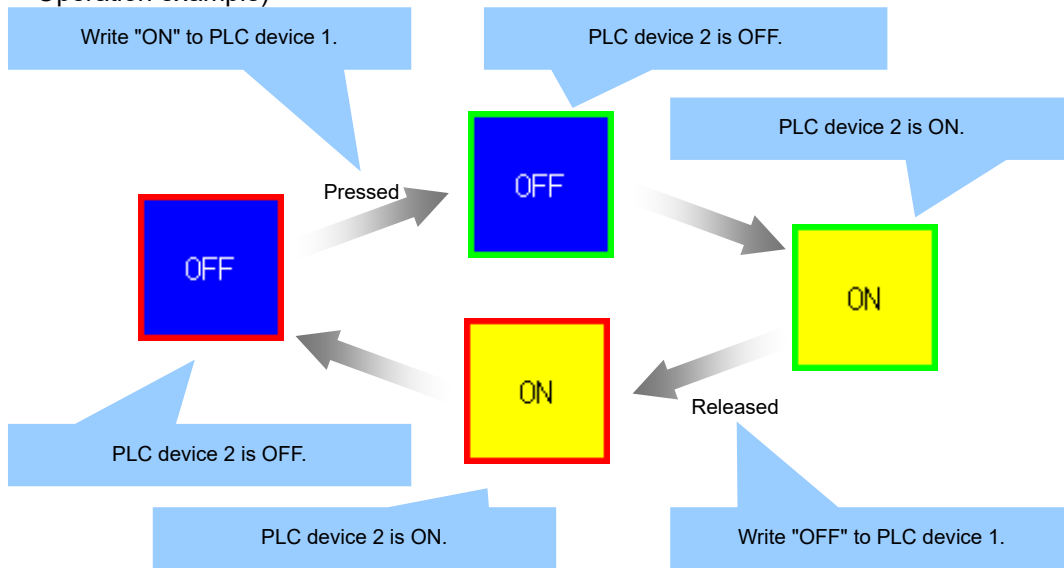 Operation example)
Write "ON" to PLC device 1.
PLC device 2 is OFF.
PLC device 2 is ON.
Pressed
OFF
OFF
ON
ON
Released
PLC device 2 is OFF.
PLC device 2 is ON.
Write "OFF" to PLC device 1.